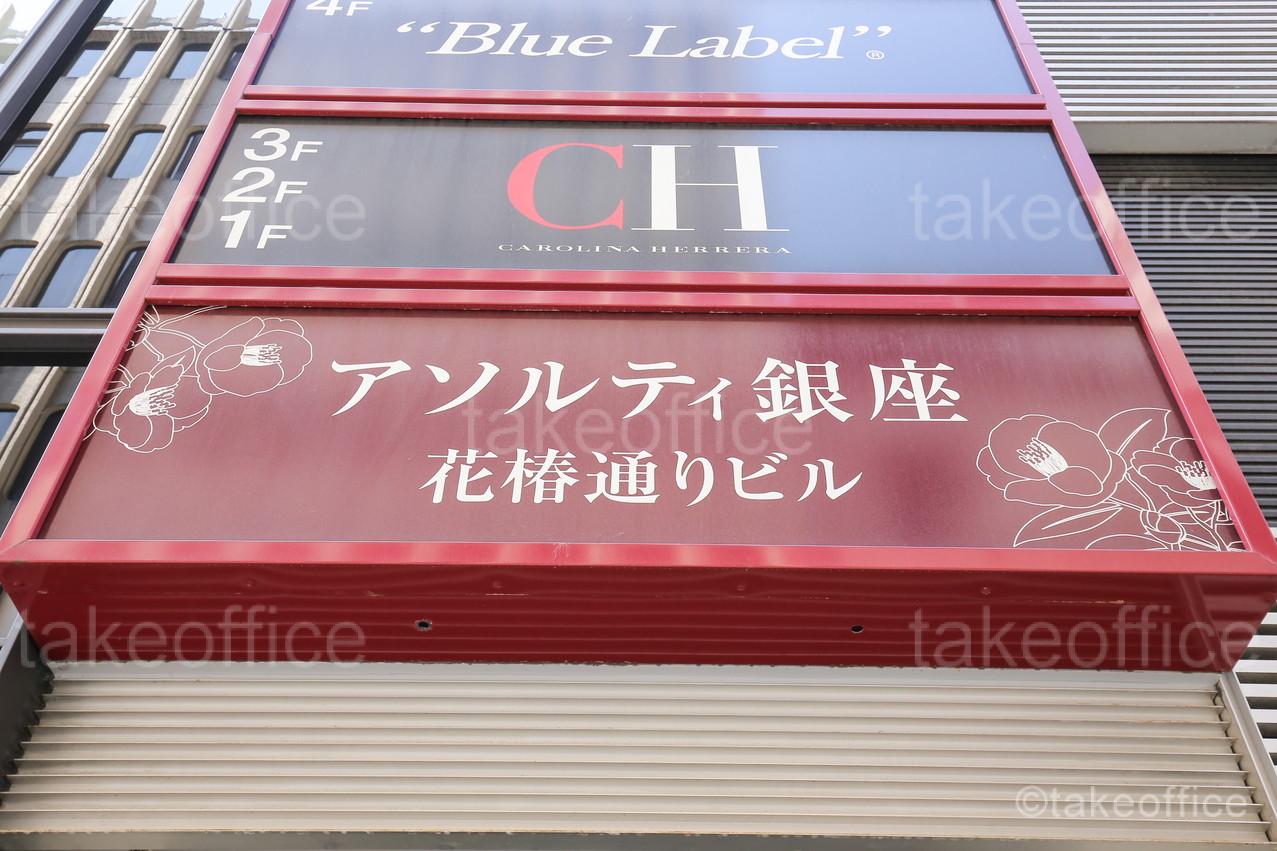 4F
“Blue Label”®
3F
2F
1F
CH
CAROLINA HERRERA
アソルティ銀座
花椿通りビル
takeoffice
takeoffice
takeoffice
takeoffice
takeoffice
©takeoffice